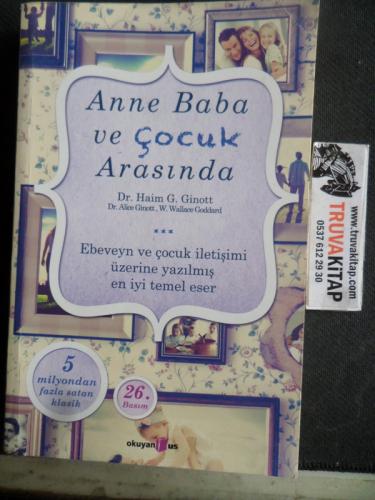 Anne Baba
ve çocuk
Arasında
Dr. Haim G. Ginott
Dr. Alice Ginott, W. Wallace Goddard
...
Ebeveyn ve çocuk iletişimi
üzerine yazılmış
en iyi temel eser
5
milyondan
fazla satan
klasik
26.
Basım
okuyan us
www.truvakitap.com
TRUVAKİTAP
0537 612 29 30